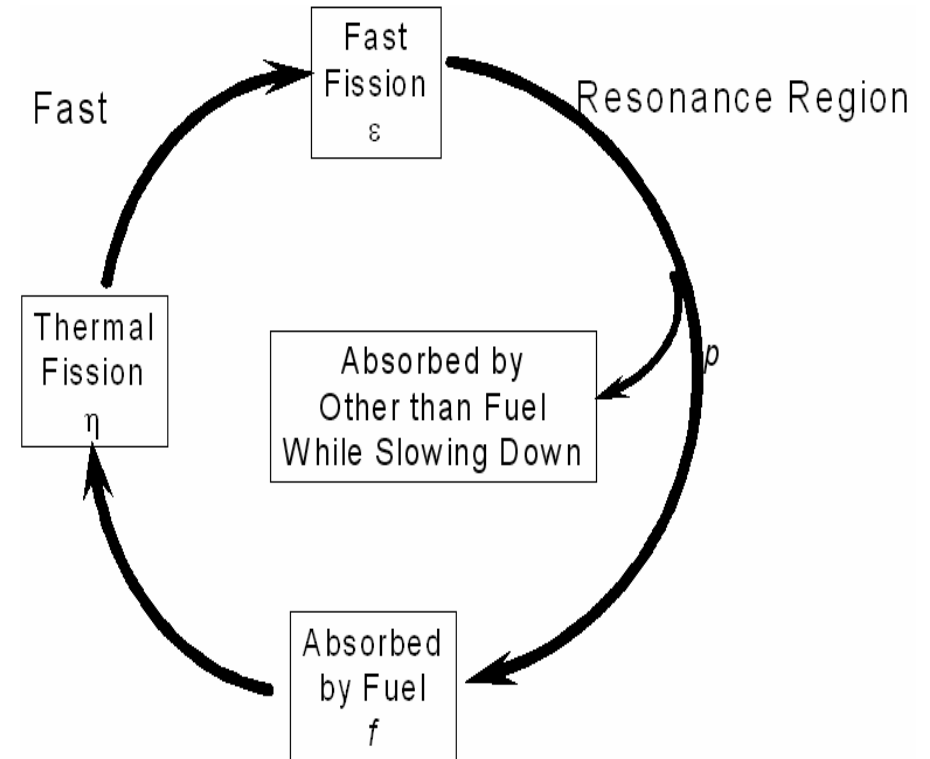 Fast
Fission
ε
Fast
Resonance Region
Thermal
Fission
η
Absorbed by
Other than Fuel
While Slowing Down
p
Absorbed
by Fuel
f